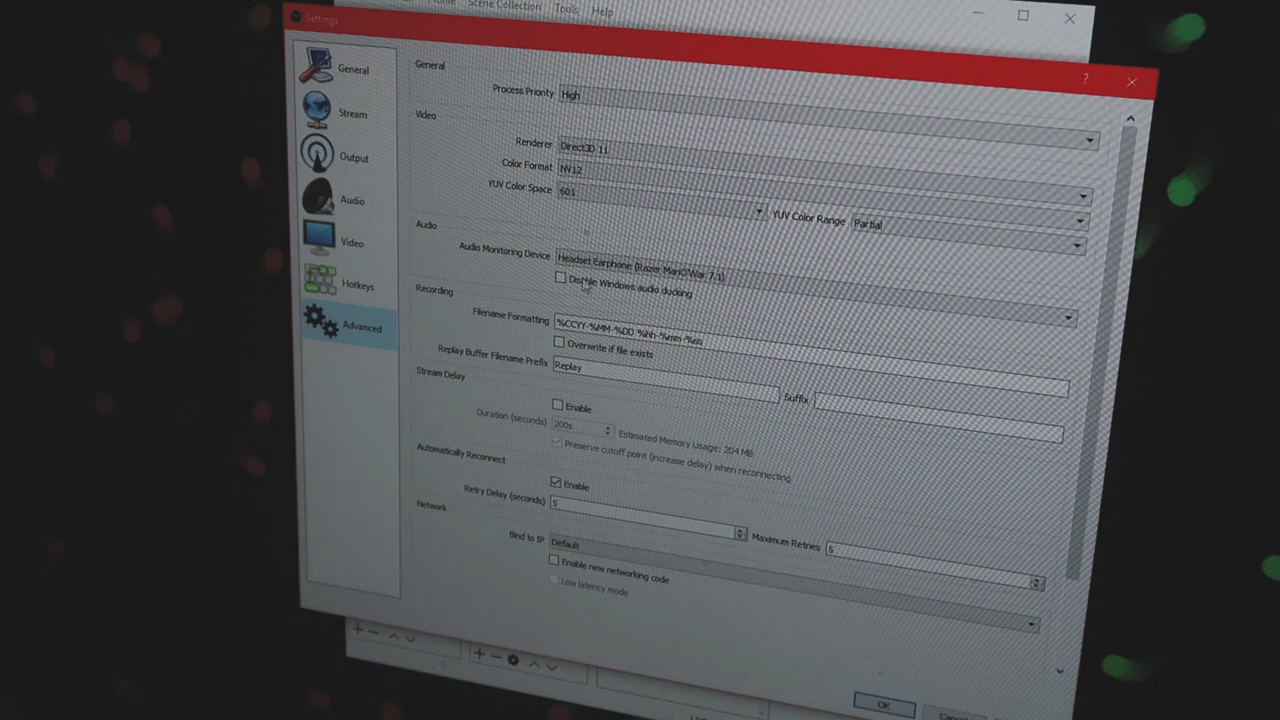 Scene Collection Tools Help
Settings
General
Stream
Output
Audio
Video
Hotkeys
Advanced
General
Process Priority High
Video
Renderer Direct3D 11
Color Format NV12
YUV Color Space 601 YUV Color Range Partial
Audio
Audio Monitoring Device Headset Earphone (Razer ManO'War 7.1)
Disable Windows audio ducking
Recording
Filename Formatting %CCYY-%MM-%DD %hh-%mm-%ss
Overwrite if file exists
Replay Buffer Filename Prefix Replay Suffix
Stream Delay
Enable
Duration (seconds) 200s Estimated Memory Usage: 204 MB
Preserve cutoff point (increase delay) when reconnecting
Automatically Reconnect
Enable
Retry Delay (seconds) 5 Maximum Retries 5
Network
Bind to IP Default
Enable new networking code
Low latency mode
OK